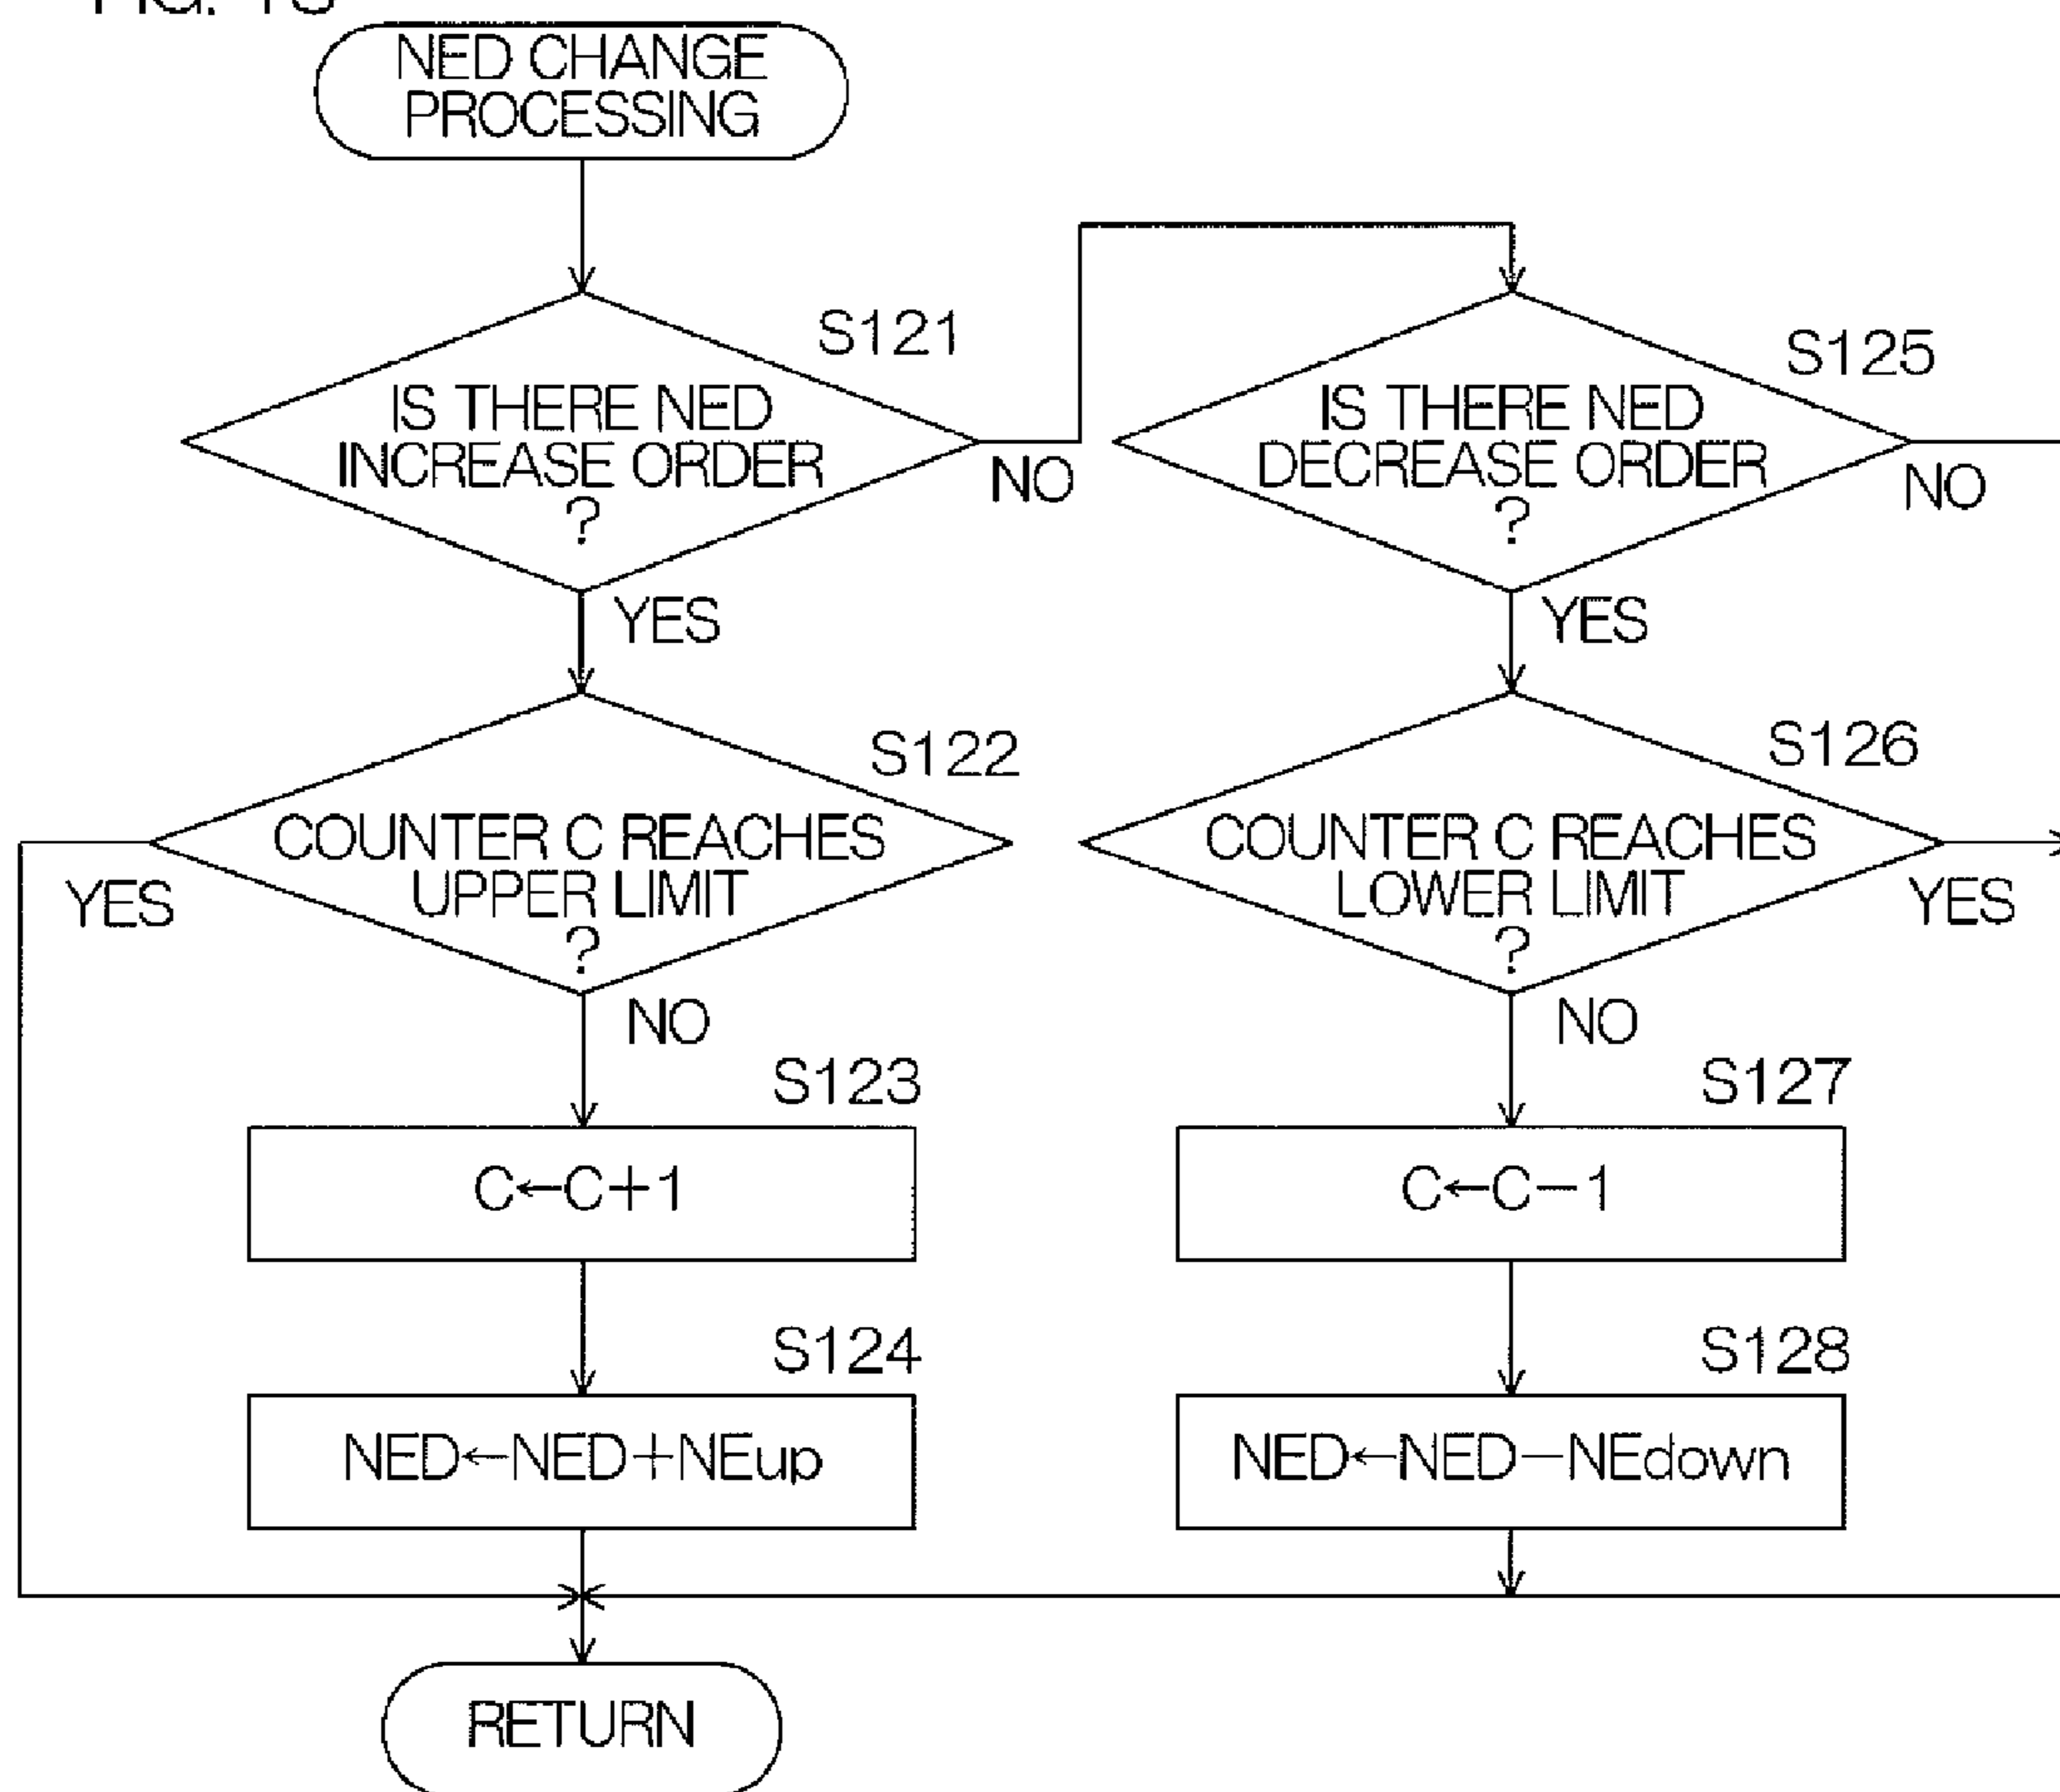 NED CHANGE
PROCESSING
S121
IS THERE NED
INCREASE ORDER
?
NO
YES
S122
COUNTER C REACHES
UPPER LIMIT
?
YES
NO
S123
C←C+1
S124
NED←NED+NEup
S125
IS THERE NED
DECREASE ORDER
?
NO
YES
S126
COUNTER C REACHES
LOWER LIMIT
?
YES
NO
S127
C←C−1
S128
NED←NED−NEdown
RETURN